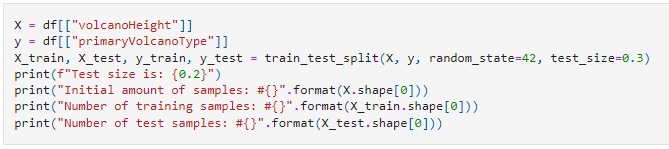 X = df[["volcanoHeight"]]
y = df[["primaryVolcanoType"]]
X_train, X_test, y_train, y_test = train_test_split(X, y, random_state=42, test_size=0.3)
print(f"Test size is: {0.2}")
print("Initial amount of samples: #{}".format(X.shape[0]))
print("Number of training samples: #{}".format(X_train.shape[0]))
print("Number of test samples: #{}".format(X_test.shape[0]))